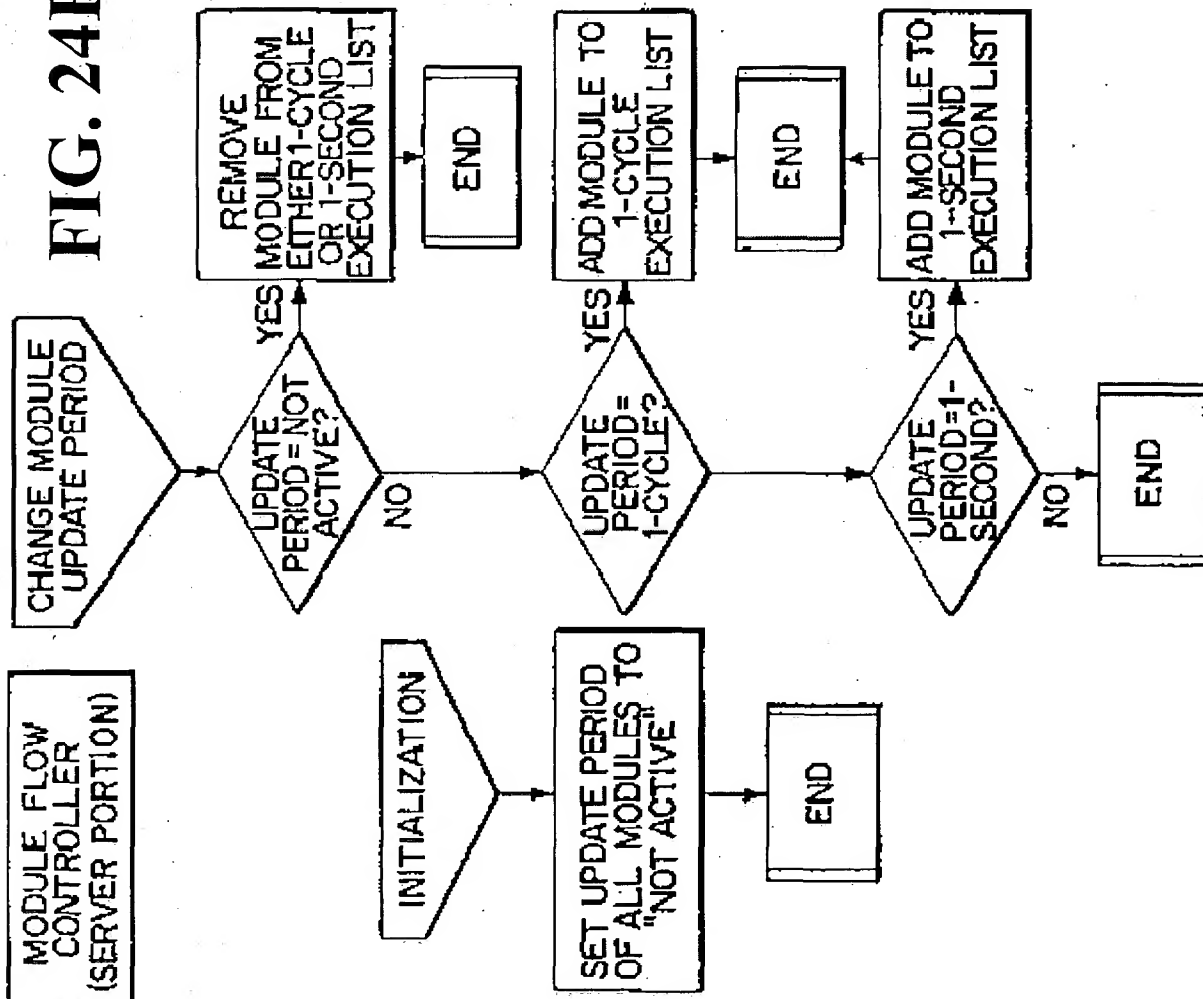 FIG. 24
MODULE FLOW
CONTROLLER
(SERVER PORTION)
INITIALIZATION
SET UPDATE PERIOD
OF ALL MODULES TO
"NOT ACTIVE"
END
CHANGE MODULE
UPDATE PERIOD
UPDATE
PERIOD=NOT
ACTIVE?
YES
REMOVE
MODULE FROM
EITHER 1-CYCLE
OR 1-SECOND
EXECUTION LIST
END
NO
UPDATE
PERIOD=
1-CYCLE?
YES
ADD MODULE TO
1-CYCLE
EXECUTION LIST
END
UPDATE
PERIOD=1-
SECOND?
YES
ADD MODULE TO
1-SECOND
EXECUTION LIST
NO
END